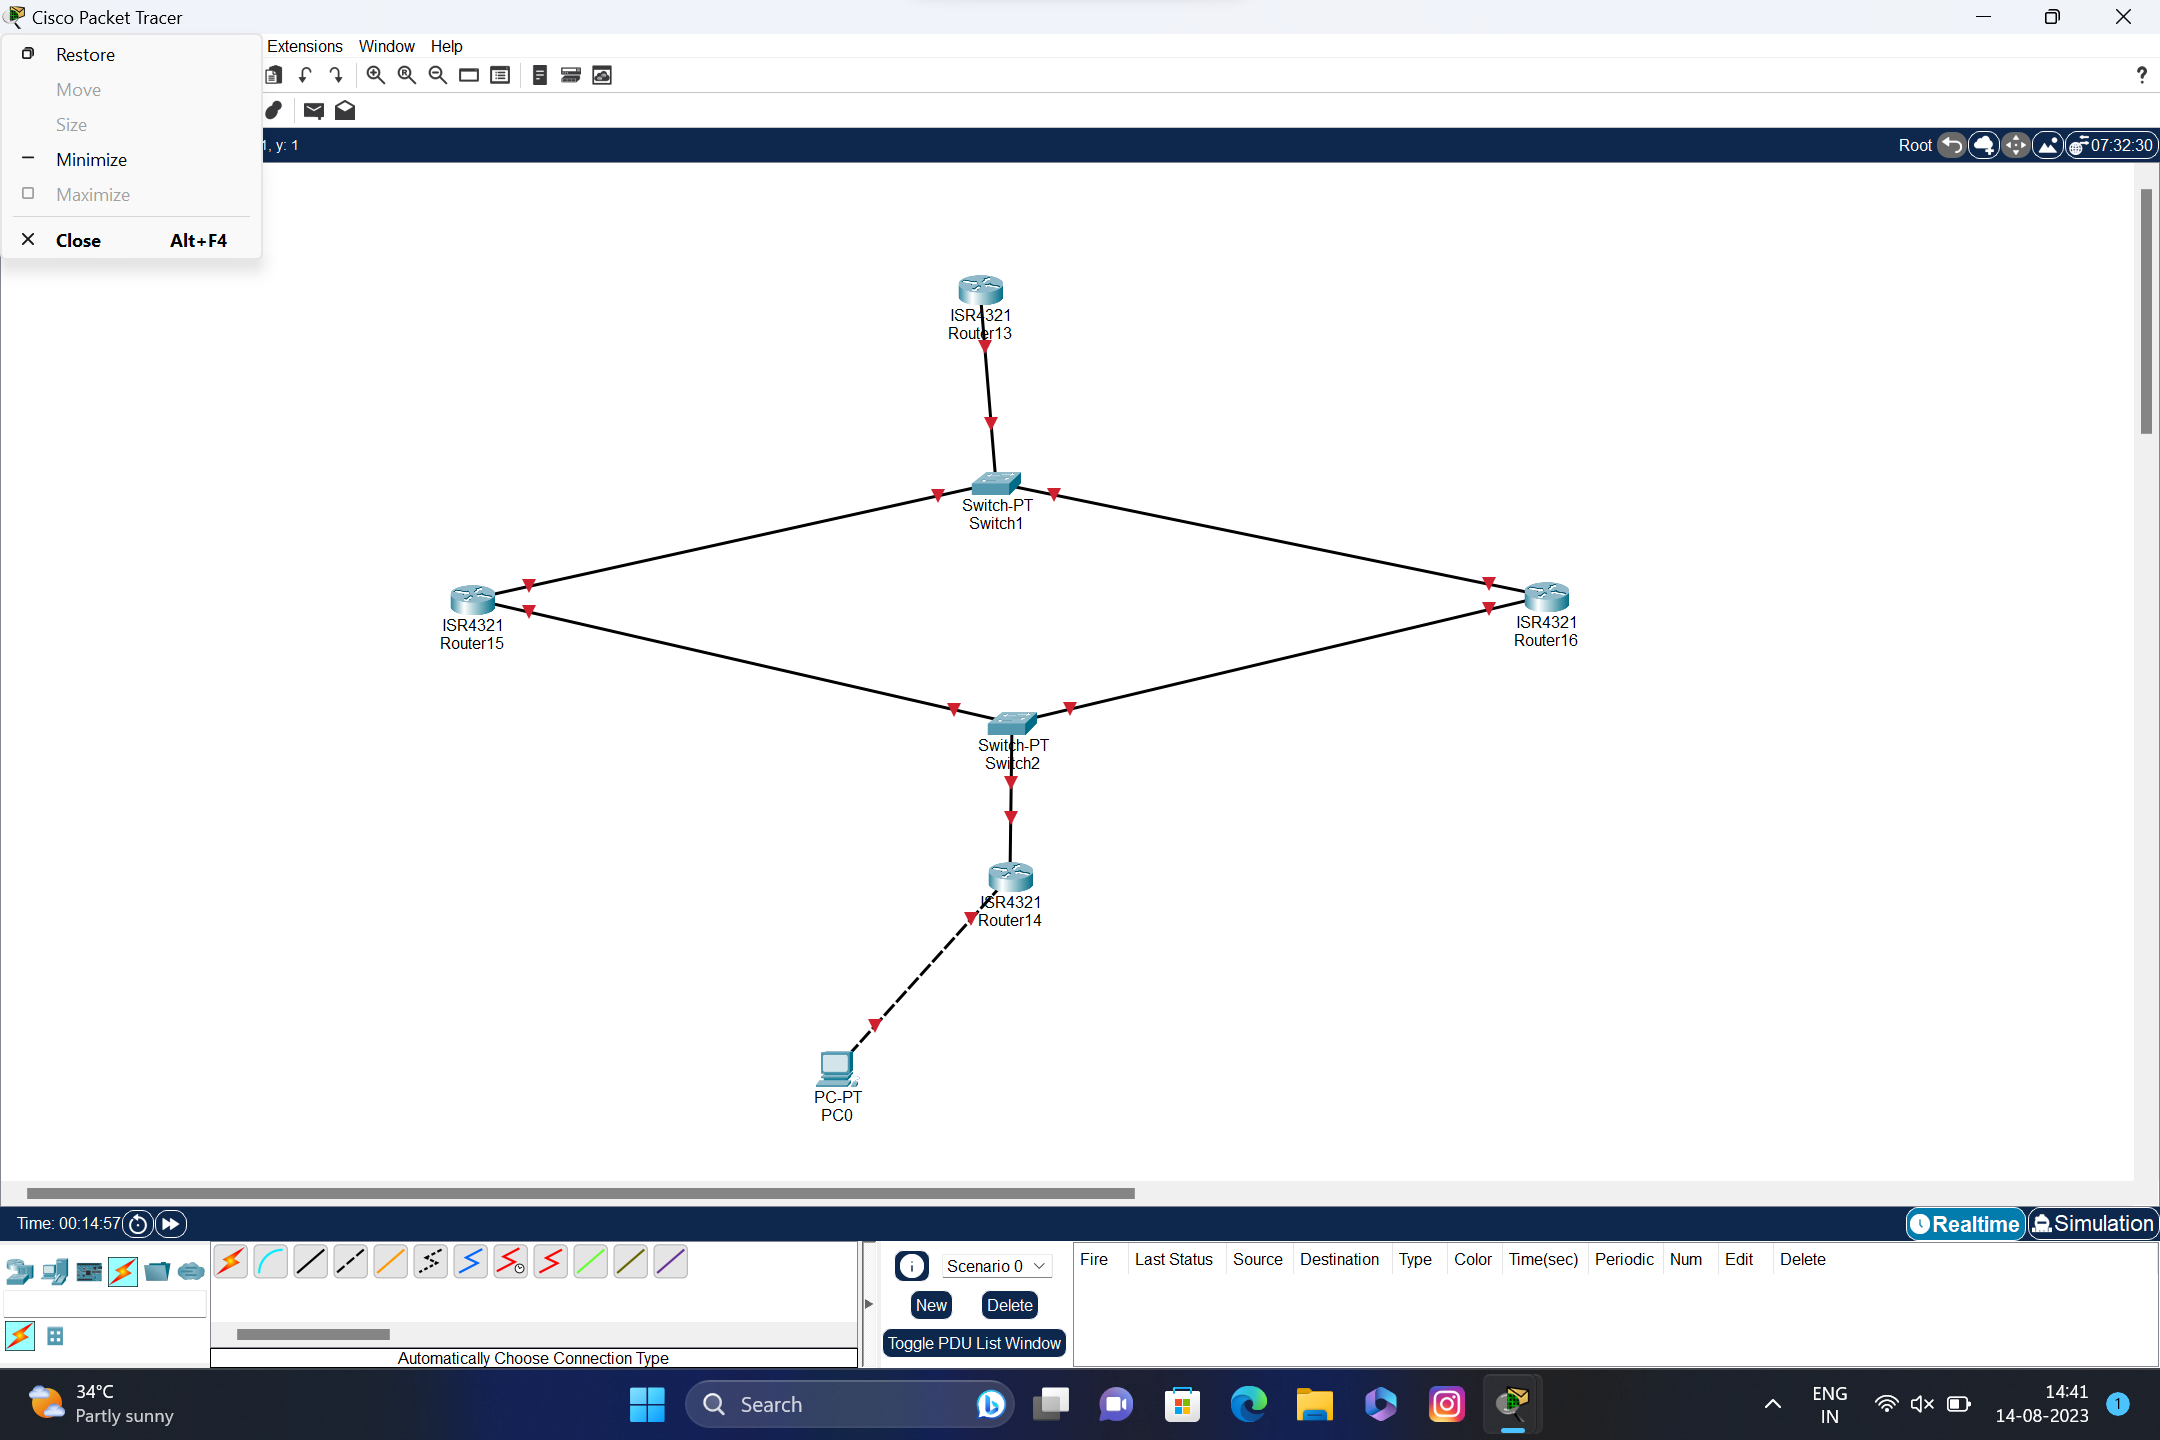 Cisco Packet Tracer
Restore
Move
Size
Minimize
Maximize
Close Alt+F4
Extensions Window Help
?
1, y: 1
Root 07:32:30
ISR4321
Router13
Switch-PT
Switch1
ISR4321
Router15
ISR4321
Router16
Switch-PT
Switch2
ISR4321
Router14
PC-PT
PC0
Time: 00:14:57
Realtime Simulation
Scenario 0
New Delete
Toggle PDU List Window
Fire Last Status Source Destination Type Color Time(sec) Periodic Num Edit Delete
Automatically Choose Connection Type
34°C
Partly sunny
Search
ENG
IN
14:41
14-08-2023
1